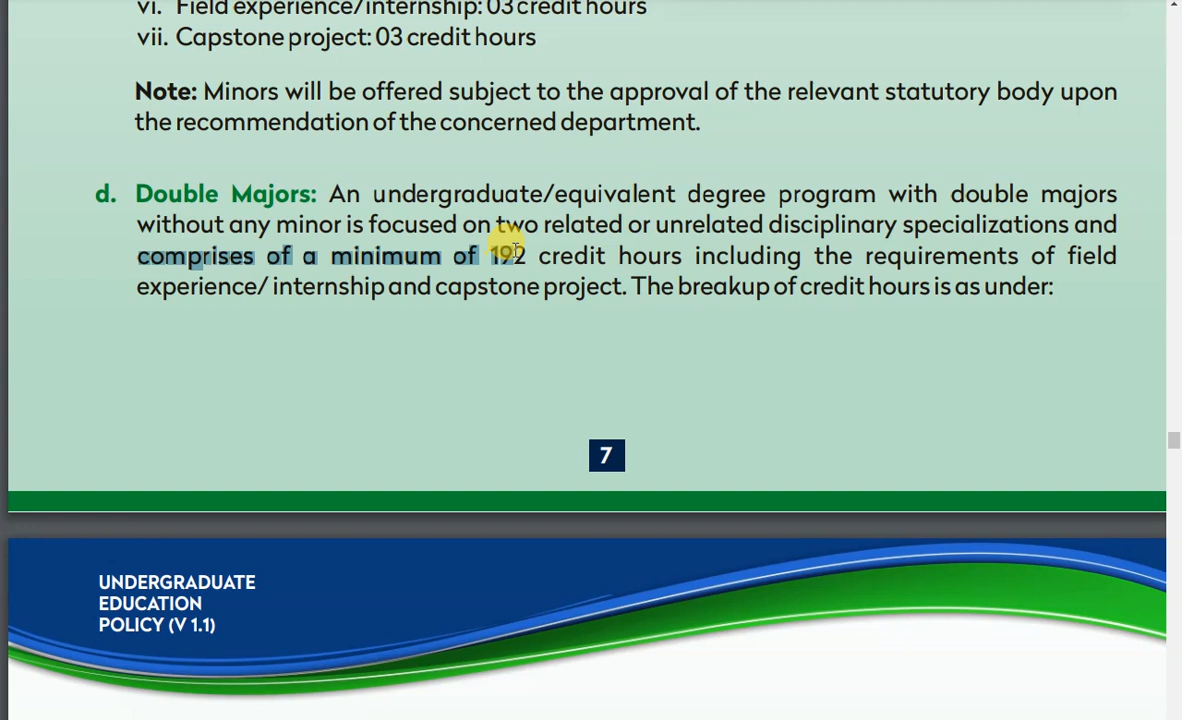 vi. Field experience/internship: 03 credit hours
vii. Capstone project: 03 credit hours
Note: Minors will be offered subject to the approval of the relevant statutory body upon
the recommendation of the concerned department.
d. Double Majors: An undergraduate/equivalent degree program with double majors
without any minor is focused on two related or unrelated disciplinary specializations and
comprises of a minimum of 192 credit hours including the requirements of field
experience/ internship and capstone project. The breakup of credit hours is as under:
7
UNDERGRADUATE
EDUCATION
POLICY (V 1.1)